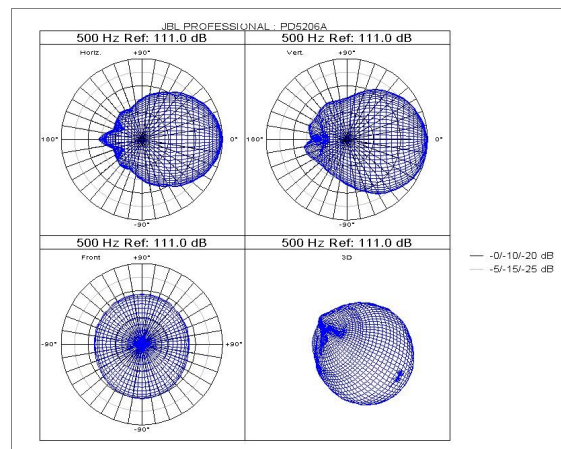 JBL PROFESSIONAL : PD5206A
500 Hz Ref: 111.0 dB
500 Hz Ref: 111.0 dB
Horiz.
+90°
Vert.
+90°
180°
0°
180°
0°
-90°
-90°
500 Hz Ref: 111.0 dB
500 Hz Ref: 111.0 dB
Front
+90°
3D
-0/-10/-20 dB
-5/-15/-25 dB
-90°
+90°
-90°